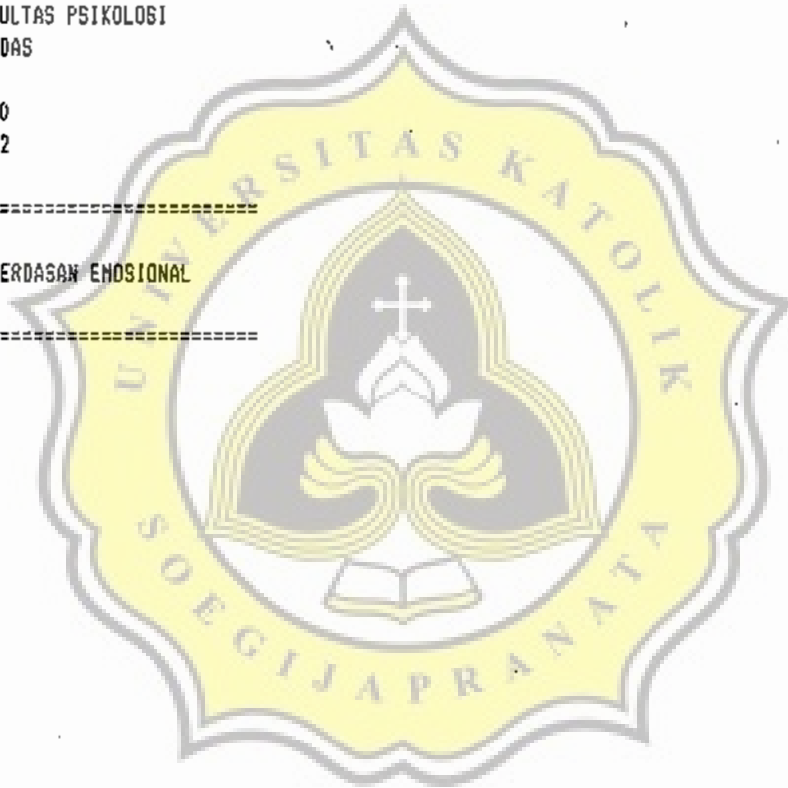 ULTAS PSIKOLOGI
DAS
0
2
=========================
ERDASAN EMOSIONAL
=========================
UNIVERSITAS KATOLIK
SOEGIJAPRANATA